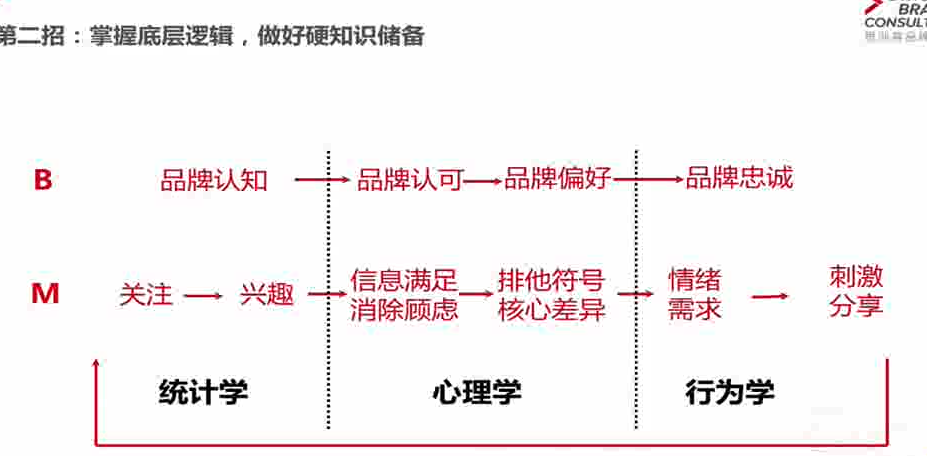 第二招：掌握底层逻辑，做好硬知识储备
BRA
CONSULT
B 品牌认知 品牌认可 品牌偏好 品牌忠诚
M 关注 兴趣 信息满足 排他符号 情绪 刺激
消除顾虑 核心差异 需求 分享
统计学 心理学 行为学